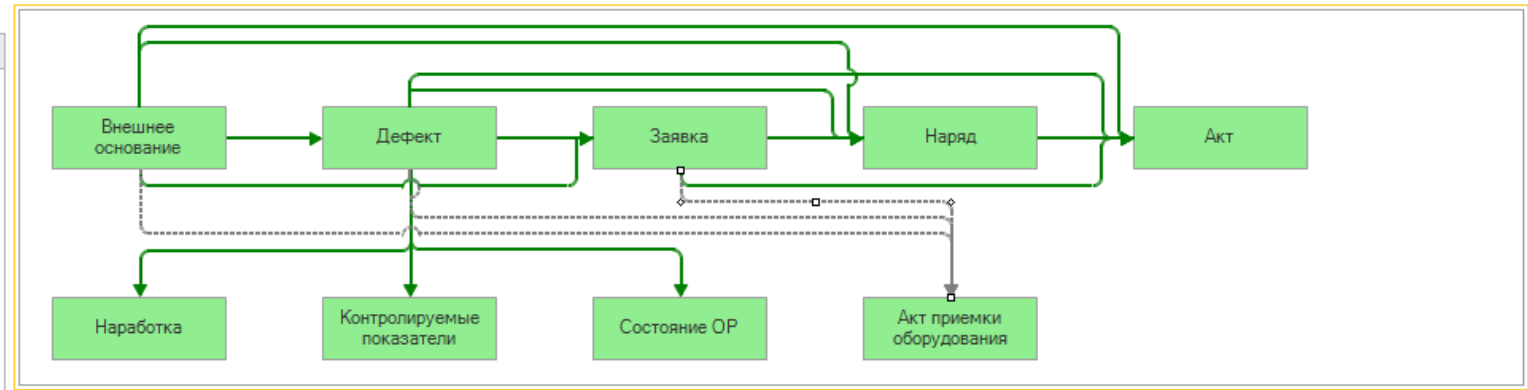 Внешнее
основание
Дефект
Заявка
Наряд
Акт
Наработка
Контролируемые
показатели
Состояние ОР
Акт приемки
оборудования